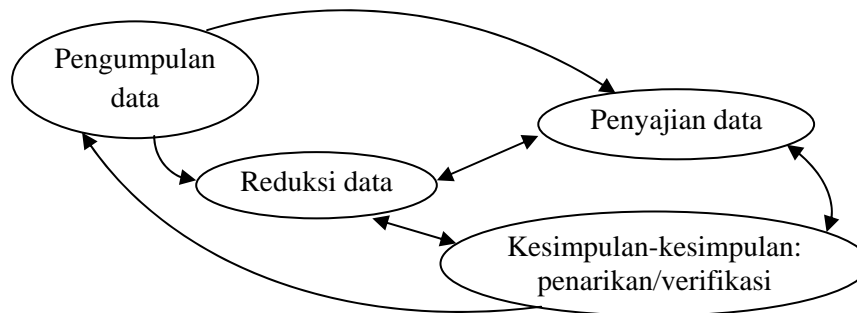 Pengumpulan
data
Penyajian data
Reduksi data
Kesimpulan-kesimpulan:
penarikan/verifikasi